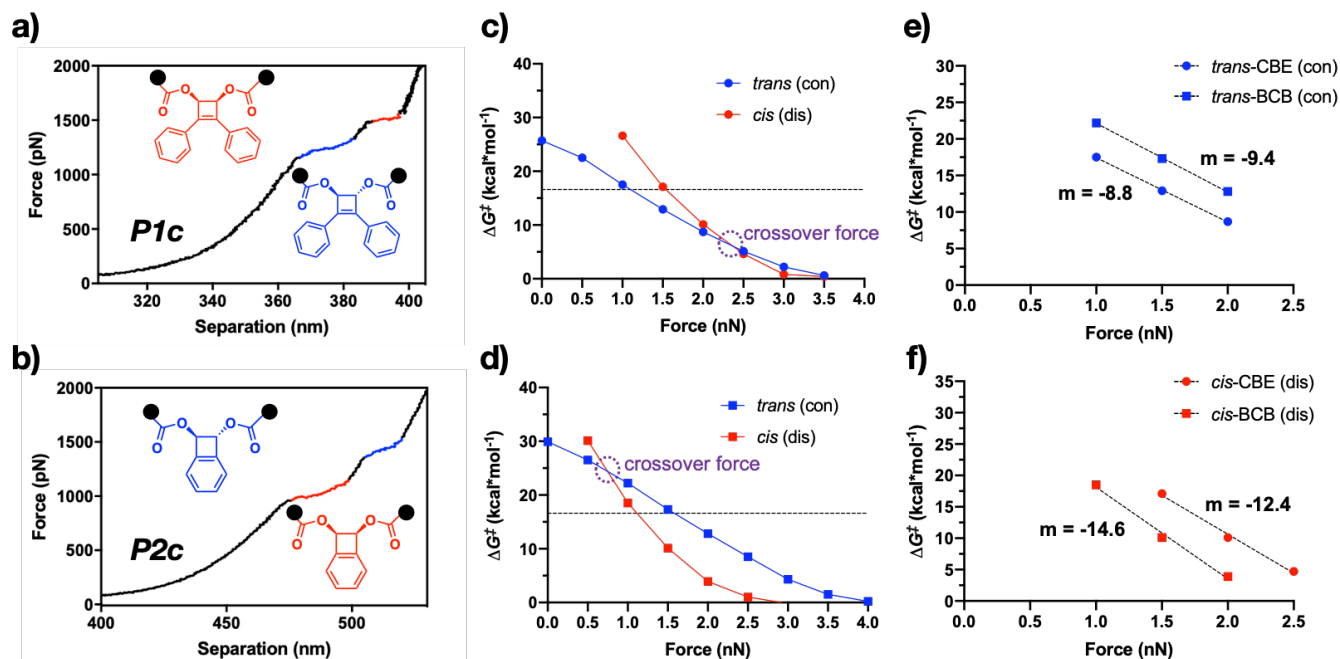 a)
2000
1500
1000
500
0
Force (pN)
O O
O O
O O
O O
P1c
320 340 360 380 400
Separation (nm)
b)
2000
1500
1000
500
0
Force (pN)
O O
O O
O O
O O
P2c
400 450 500
Separation (nm)
c)
40
30
20
10
0
ΔG‡ (kcal*mol-1)
trans (con)
cis (dis)
crossover force
0.0 0.5 1.0 1.5 2.0 2.5 3.0 3.5 4.0
Force (nN)
d)
40
30
20
10
0
ΔG‡ (kcal*mol-1)
trans (con)
cis (dis)
crossover force
0.0 0.5 1.0 1.5 2.0 2.5 3.0 3.5 4.0
Force (nN)
e)
30
25
20
15
10
5
0
ΔG‡ (kcal*mol-1)
trans-CBE (con)
trans-BCB (con)
m = -9.4
m = -8.8
0.0 0.5 1.0 1.5 2.0 2.5
Force (nN)
f)
35
30
25
20
15
10
5
0
ΔG‡ (kcal*mol-1)
cis-CBE (dis)
cis-BCB (dis)
m = -12.4
m = -14.6
0.0 0.5 1.0 1.5 2.0 2.5
Force (nN)